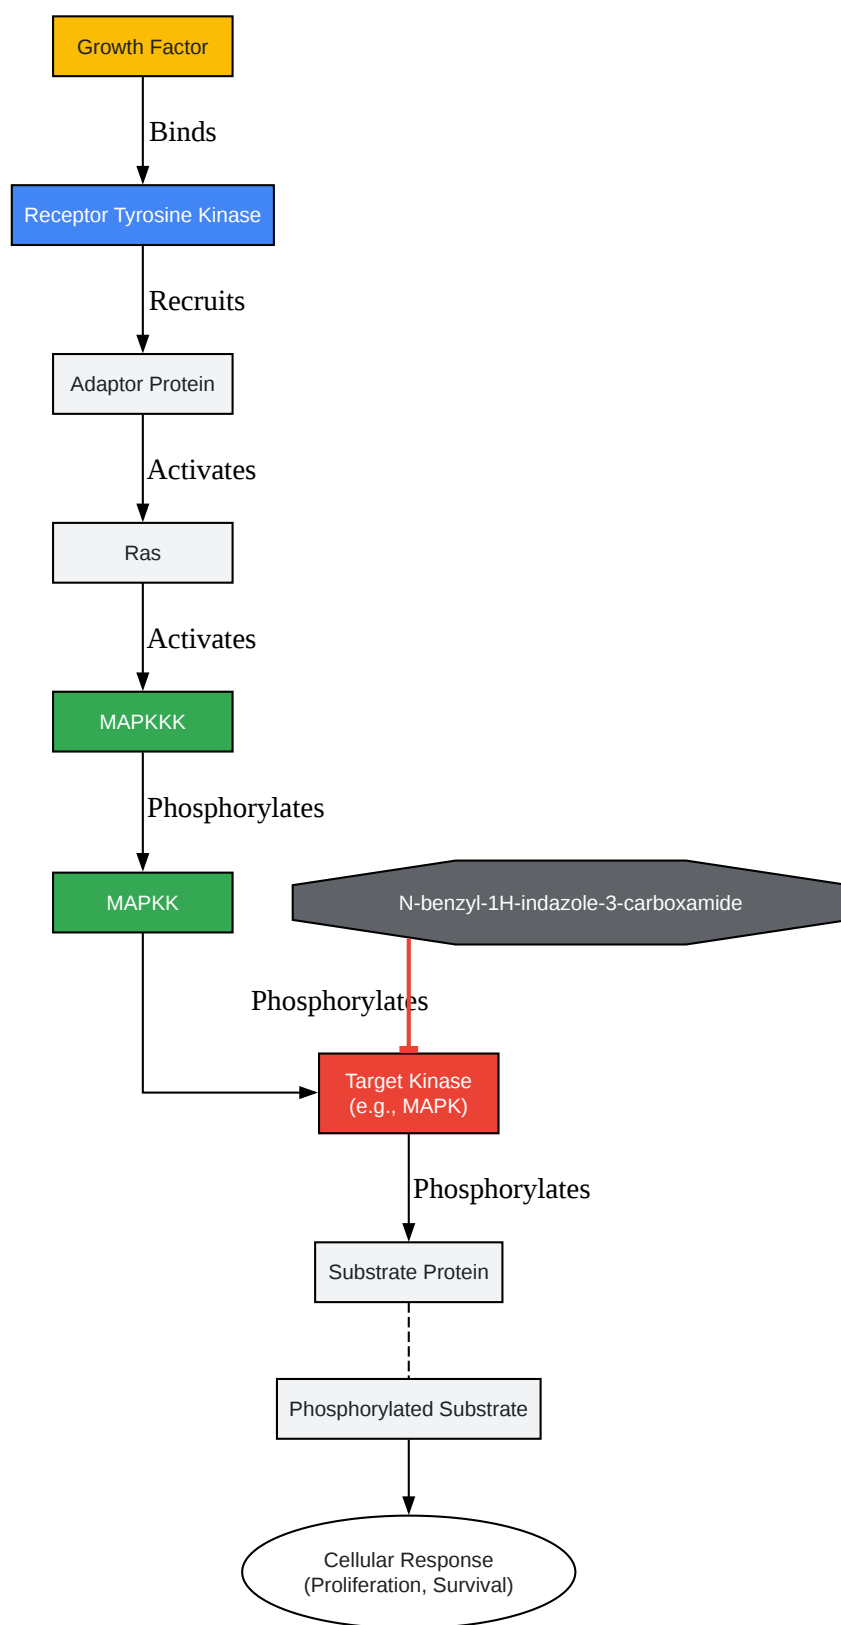 Growth Factor
Binds
Receptor Tyrosine Kinase
Recruits
Adaptor Protein
Activates
Ras
Activates
MAPKKK
Phosphorylates
MAPKK
N-benzyl-1H-indazole-3-carboxamide
Phosphorylates
Target Kinase
(e.g., MAPK)
Phosphorylates
Substrate Protein
Phosphorylated Substrate
Cellular Response
(Proliferation, Survival)